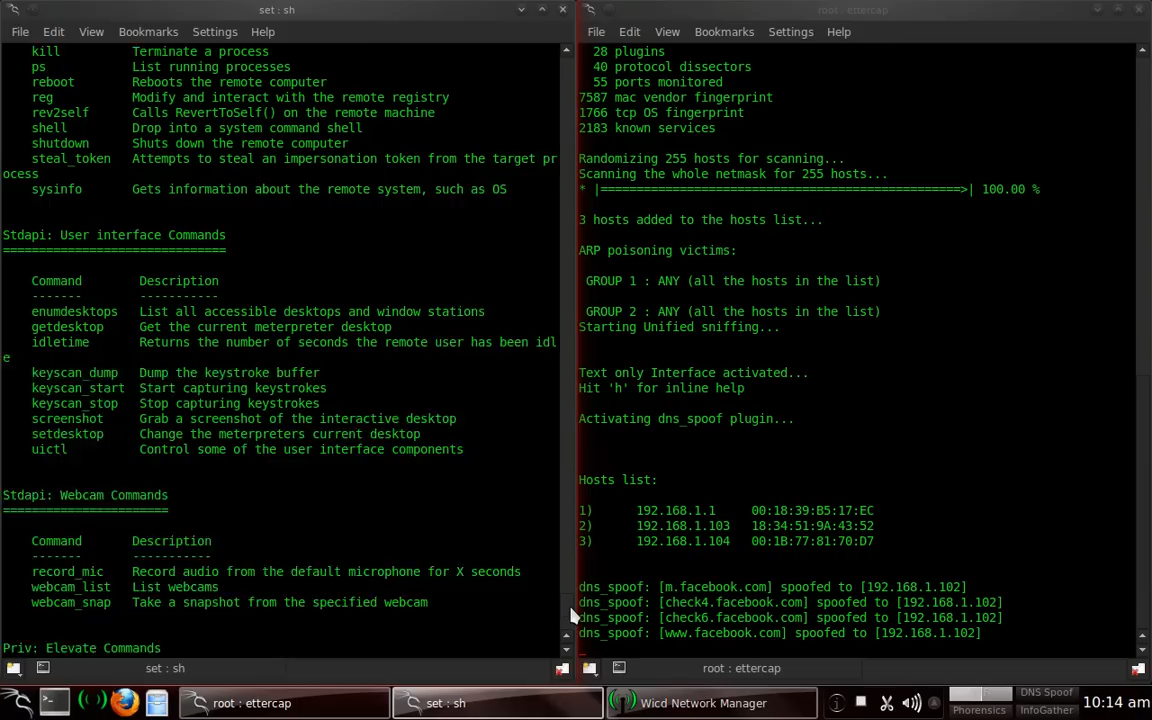 set : sh
File Edit View Bookmarks Settings Help
kill Terminate a process
ps List running processes
reboot Reboots the remote computer
reg Modify and interact with the remote registry
rev2self Calls RevertToSelf() on the remote machine
shell Drop into a system command shell
shutdown Shuts down the remote computer
steal_token Attempts to steal an impersonation token from the target pr
ocess
sysinfo Gets information about the remote system, such as OS
Stdapi: User interface Commands
===============================
Command Description
------- -----------
enumdesktops List all accessible desktops and window stations
getdesktop Get the current meterpreter desktop
idletime Returns the number of seconds the remote user has been idl
e
keyscan_dump Dump the keystroke buffer
keyscan_start Start capturing keystrokes
keyscan_stop Stop capturing keystrokes
screenshot Grab a screenshot of the interactive desktop
setdesktop Change the meterpreters current desktop
uictl Control some of the user interface components
Stdapi: Webcam Commands
=======================
Command Description
------- -----------
record_mic Record audio from the default microphone for X seconds
webcam_list List webcams
webcam_snap Take a snapshot from the specified webcam
Priv: Elevate Commands
set : sh
root : ettercap
File Edit View Bookmarks Settings Help
28 plugins
40 protocol dissectors
55 ports monitored
7587 mac vendor fingerprint
1766 tcp OS fingerprint
2183 known services
Randomizing 255 hosts for scanning...
Scanning the whole netmask for 255 hosts...
* |==================================================>| 100.00 %
3 hosts added to the hosts list...
ARP poisoning victims:
GROUP 1 : ANY (all the hosts in the list)
GROUP 2 : ANY (all the hosts in the list)
Starting Unified sniffing...
Text only Interface activated...
Hit 'h' for inline help
Activating dns_spoof plugin...
Hosts list:
1) 192.168.1.1 00:18:39:B5:17:EC
2) 192.168.1.103 18:34:51:9A:43:52
3) 192.168.1.104 00:1B:77:81:70:D7
dns_spoof: [m.facebook.com] spoofed to [192.168.1.102]
dns_spoof: [check4.facebook.com] spoofed to [192.168.1.102]
dns_spoof: [check6.facebook.com] spoofed to [192.168.1.102]
dns_spoof: [www.facebook.com] spoofed to [192.168.1.102]
root : ettercap
root : ettercap
set : sh
Wicd Network Manager
DNS Spoof
Phorensics InfoGather
10:14 am